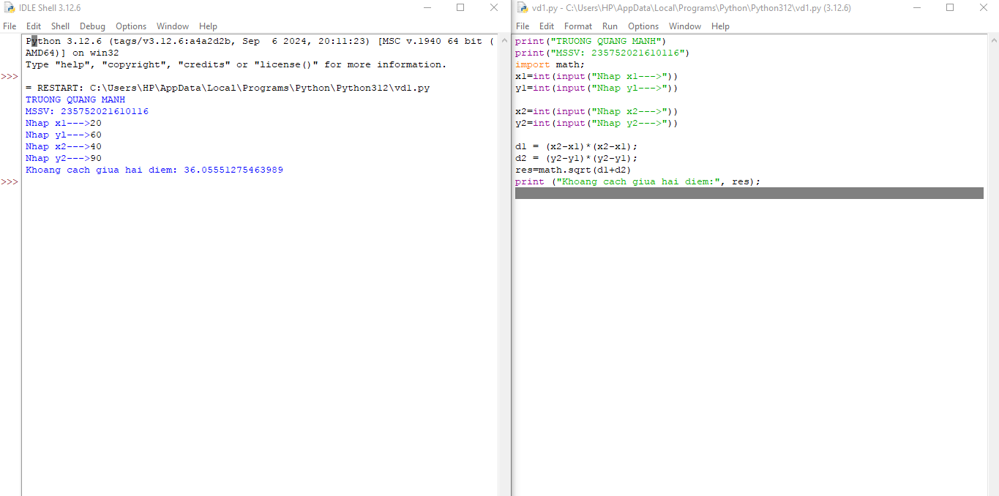 IDLE Shell 3.12.6
File Edit Shell Debug Options Window Help
Python 3.12.6 (tags/v3.12.6:a4a2d2b, Sep  6 2024, 20:11:23) [MSC v.1940 64 bit (
AMD64)] on win32
Type "help", "copyright", "credits" or "license()" for more information.
>>>
= RESTART: C:\Users\HP\AppData\Local\Programs\Python\Python312\vd1.py
TRUONG QUANG MANH
MSSV: 235752021610116
Nhap x1--->20
Nhap y1--->60
Nhap x2--->40
Nhap y2--->90
Khoang cach giua hai diem: 36.05551275463989
>>>
vd1.py - C:\Users\HP\AppData\Local\Programs\Python\Python312\vd1.py (3.12.6)
File Edit Format Run Options Window Help
print("TRUONG QUANG MANH")
print("MSSV: 235752021610116")
import math;
x1=int(input("Nhap x1--->"))
y1=int(input("Nhap y1--->"))
x2=int(input("Nhap x2--->"))
y2=int(input("Nhap y2--->"))
d1 = (x2-x1)*(x2-x1);
d2 = (y2-y1)*(y2-y1);
res=math.sqrt(d1+d2)
print ("Khoang cach giua hai diem:", res);